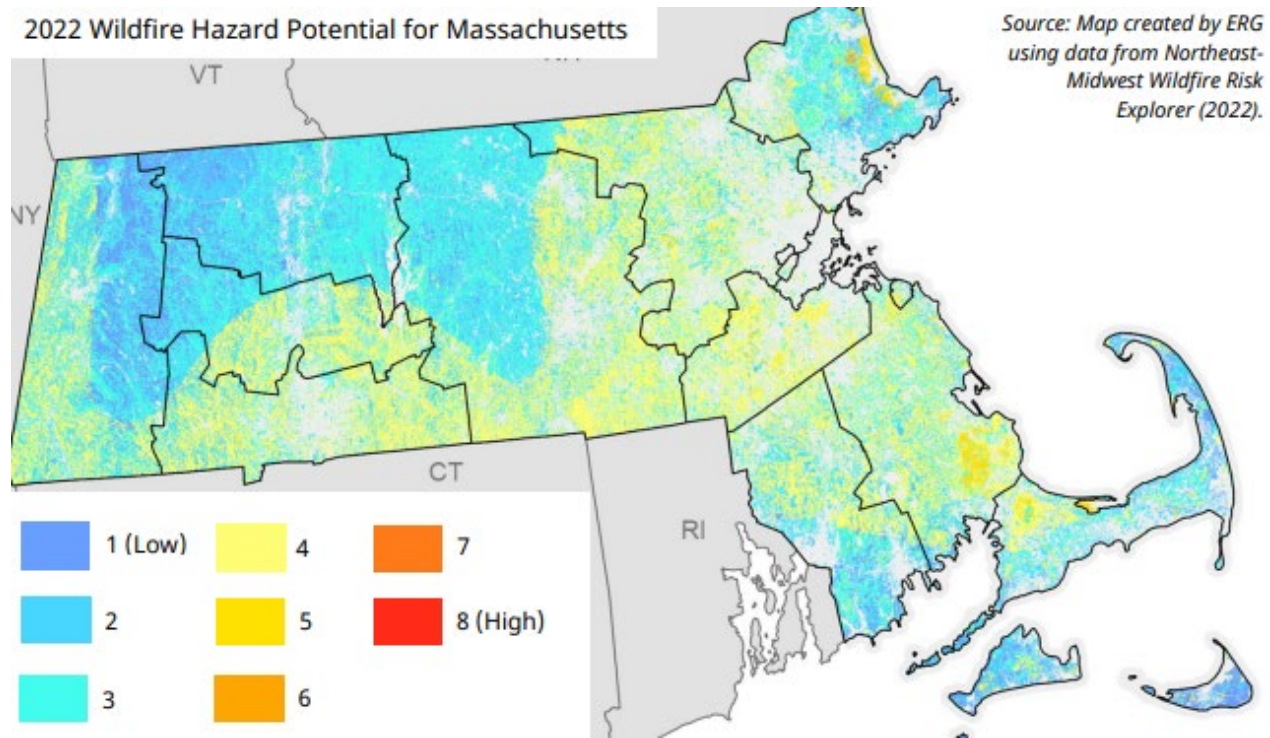 2022 Wildfire Hazard Potential for Massachusetts
Source: Map created by ERG
using data from Northeast-
Midwest Wildfire Risk
Explorer (2022).
VT
NY
CT
RI
1 (Low)
2
3
4
5
6
7
8 (High)